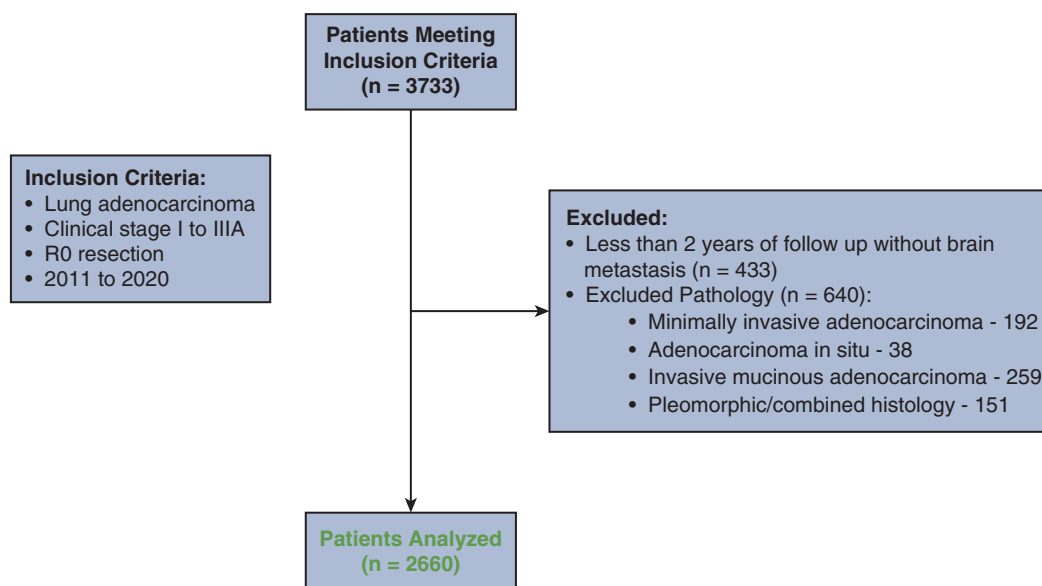 Patients Meeting
Inclusion Criteria
(n = 3733)
Inclusion Criteria:
• Lung adenocarcinoma
• Clinical stage I to IIIA
• R0 resection
• 2011 to 2020
Excluded:
• Less than 2 years of follow up without brain
metastasis (n = 433)
• Excluded Pathology (n = 640):
• Minimally invasive adenocarcinoma - 192
• Adenocarcinoma in situ - 38
• Invasive mucinous adenocarcinoma - 259
• Pleomorphic/combined histology - 151
Patients Analyzed
(n = 2660)